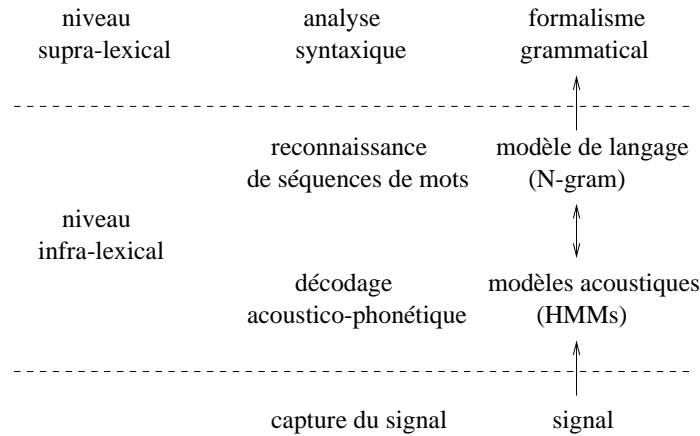 niveau analyse formalisme
supra-lexical syntaxique grammatical
reconnaissance modèle de langage
de séquences de mots (N-gram)
niveau
infra-lexical
décodage modèles acoustiques
acoustico-phonétique (HMMs)
capture du signal signal